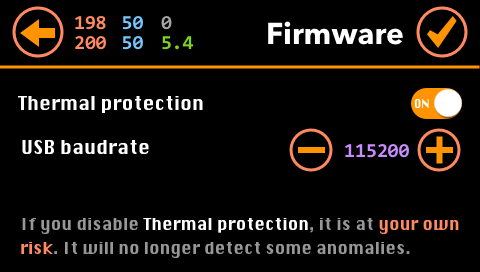 198 50 0
200 50 5.4
Firmware
Thermal protection
ON
USB baudrate
115200
If you disable Thermal protection, it is at your own
risk. It will no longer detect some anomalies.